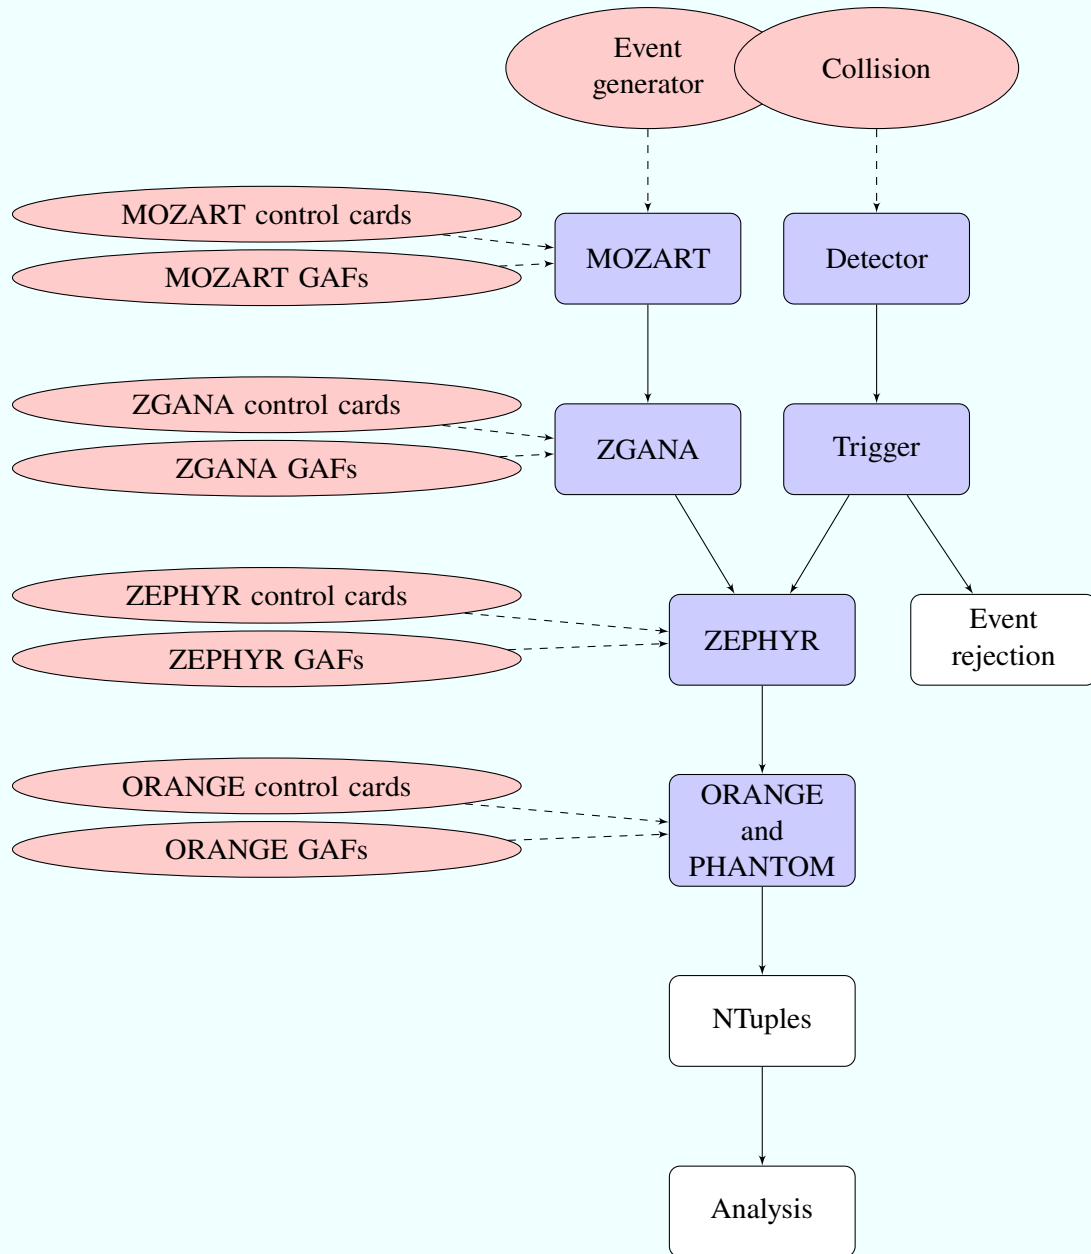 Event
generator
Collision
MOZART control cards
MOZART GAFs
MOZART
Detector
ZGANA control cards
ZGANA GAFs
ZGANA
Trigger
ZEPHYR control cards
ZEPHYR GAFs
ZEPHYR
Event
rejection
ORANGE control cards
ORANGE GAFs
ORANGE
and
PHANTOM
NTuples
Analysis